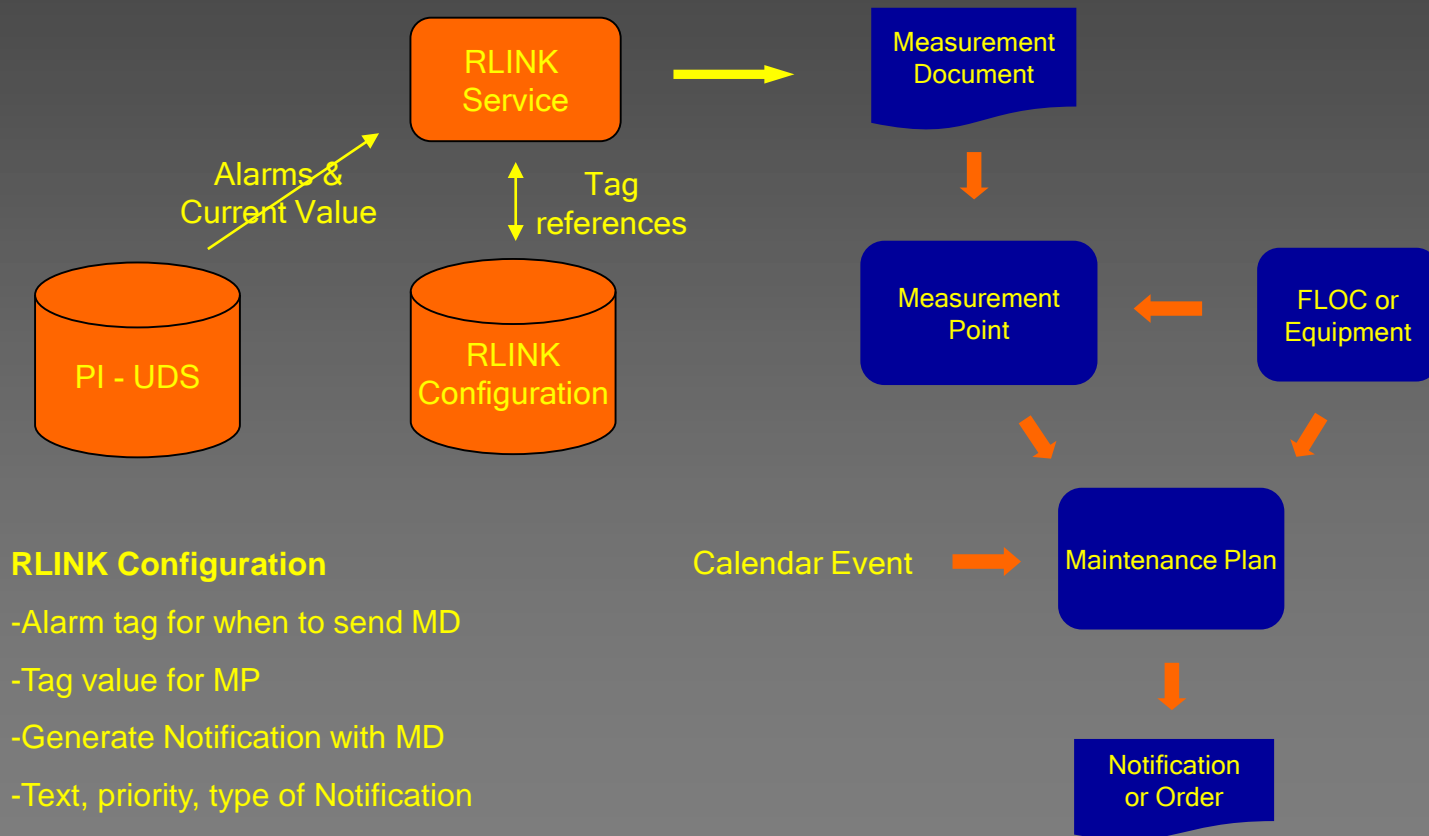 RLINK
Service
Measurement
Document
Alarms &
Current Value
Tag
references
PI - UDS
RLINK
Configuration
Measurement
Point
FLOC or
Equipment
Calendar Event
Maintenance Plan
Notification
or Order
RLINK Configuration
-Alarm tag for when to send MD
-Tag value for MP
-Generate Notification with MD
-Text, priority, type of Notification